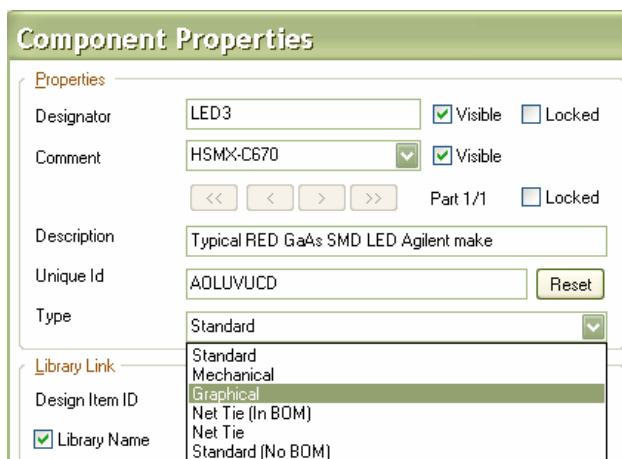 Component Properties
Properties
Designator LED3 Visible Locked
Comment HSMX-C670 Visible
<< < > >> Part 1/1 Locked
Description Typical RED GaAs SMD LED Agilent make
Unique Id AOLUVUCD Reset
Type Standard
Standard
Library Link Mechanical
Design Item ID Graphical
Net Tie (In BOM)
Library Name Net Tie
Standard (No BOM)